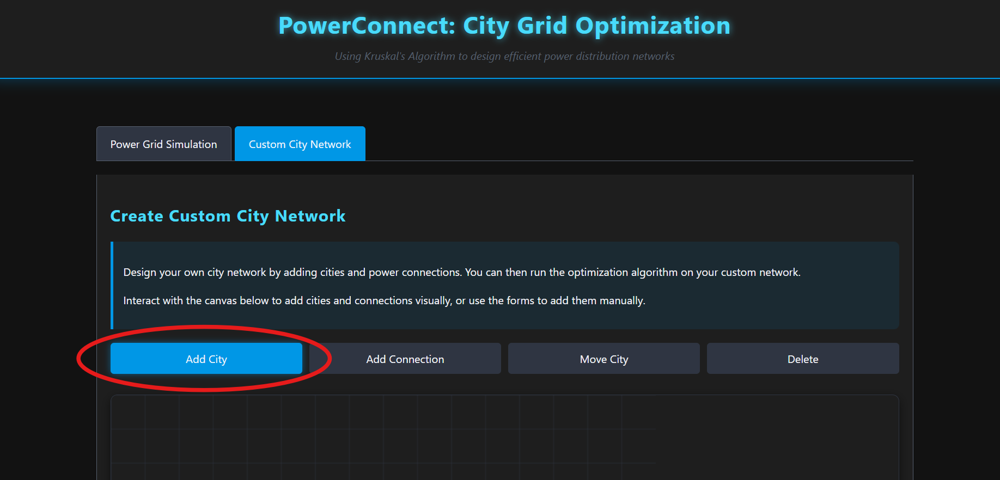 PowerConnect: City Grid Optimization
Using Kruskal's Algorithm to design efficient power distribution networks
Power Grid Simulation
Custom City Network
Create Custom City Network
Design your own city network by adding cities and power connections. You can then run the optimization algorithm on your custom network.
Interact with the canvas below to add cities and connections visually, or use the forms to add them manually.
Add City
Add Connection
Move City
Delete